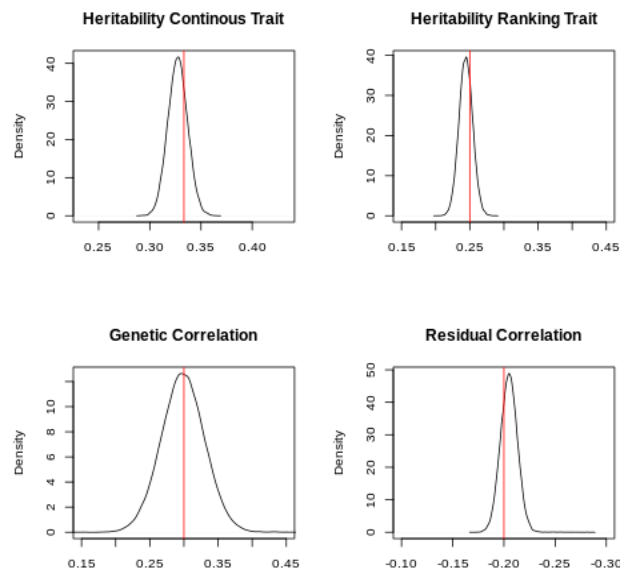 Heritability Continous Trait
Density
0 10 20 30 40
0.25 0.30 0.35 0.40
Heritability Ranking Trait
Density
0 10 20 30 40
0.15 0.25 0.35 0.45
Genetic Correlation
Density
0 2 4 6 8 10
0.15 0.25 0.35 0.45
Residual Correlation
Density
0 10 20 30 40 50
-0.10 -0.15 -0.20 -0.25 -0.30